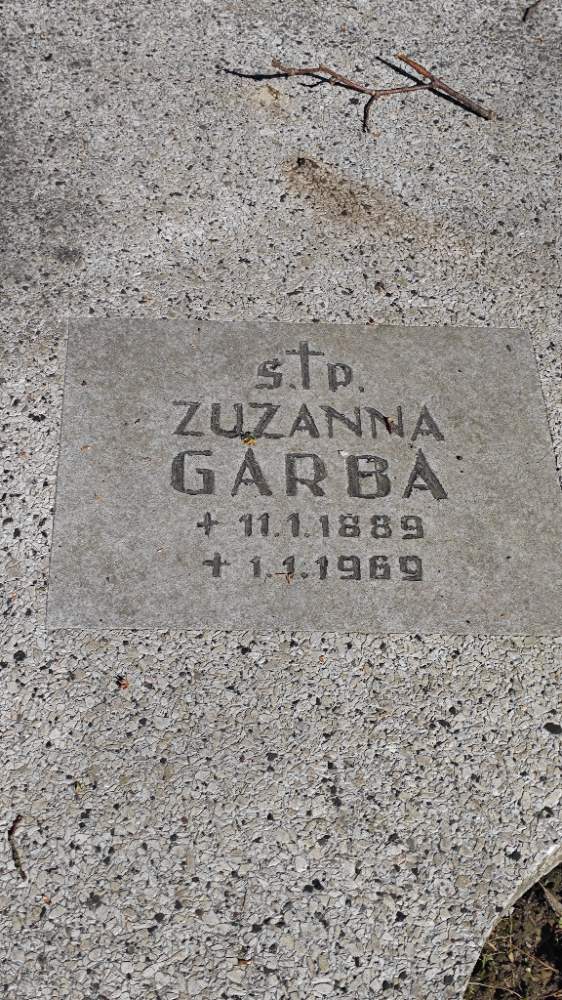 Ś.†P.
ZUZANNA
GARBA
+ 11.1.1889
+ 1.1.1969